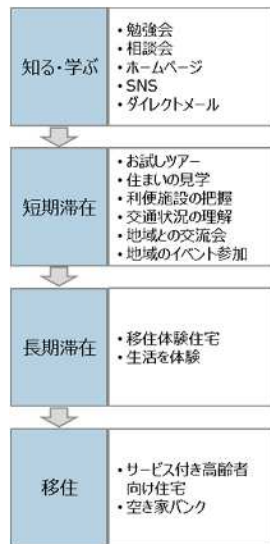 知る・学ぶ
・勉強会
・相談会
・ホームページ
・SNS
・ダイレクトメール
短期滞在
・お試しツアー
・住まいの見学
・利便施設の把握
・交通状況の理解
・地域との交流会
・地域のイベント参加
長期滞在
・移住体験住宅
・生活を体験
移住
・サービス付き高齢者
向け住宅
・空き家バンク